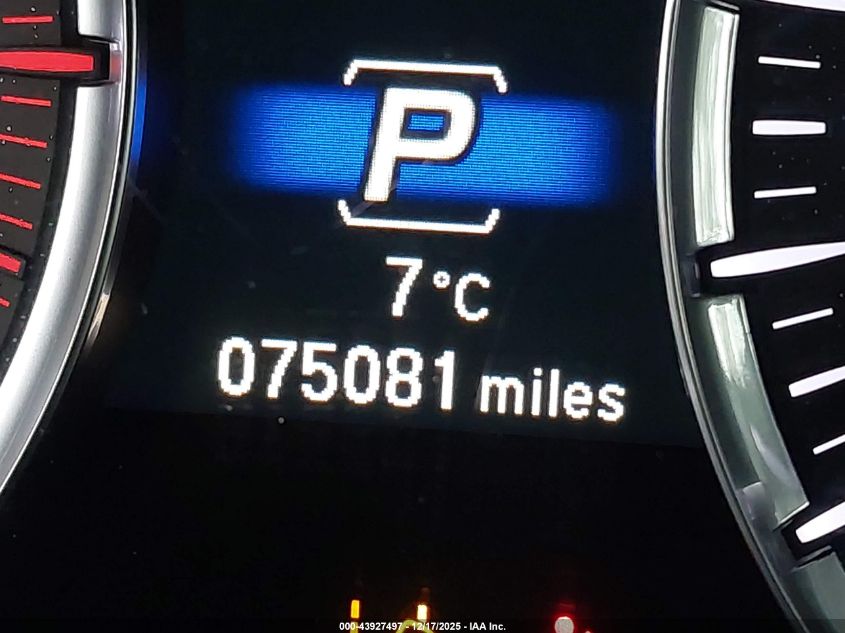 P
7°C
075081 miles
000-43927497 - 12/17/2025 - IAA Inc.